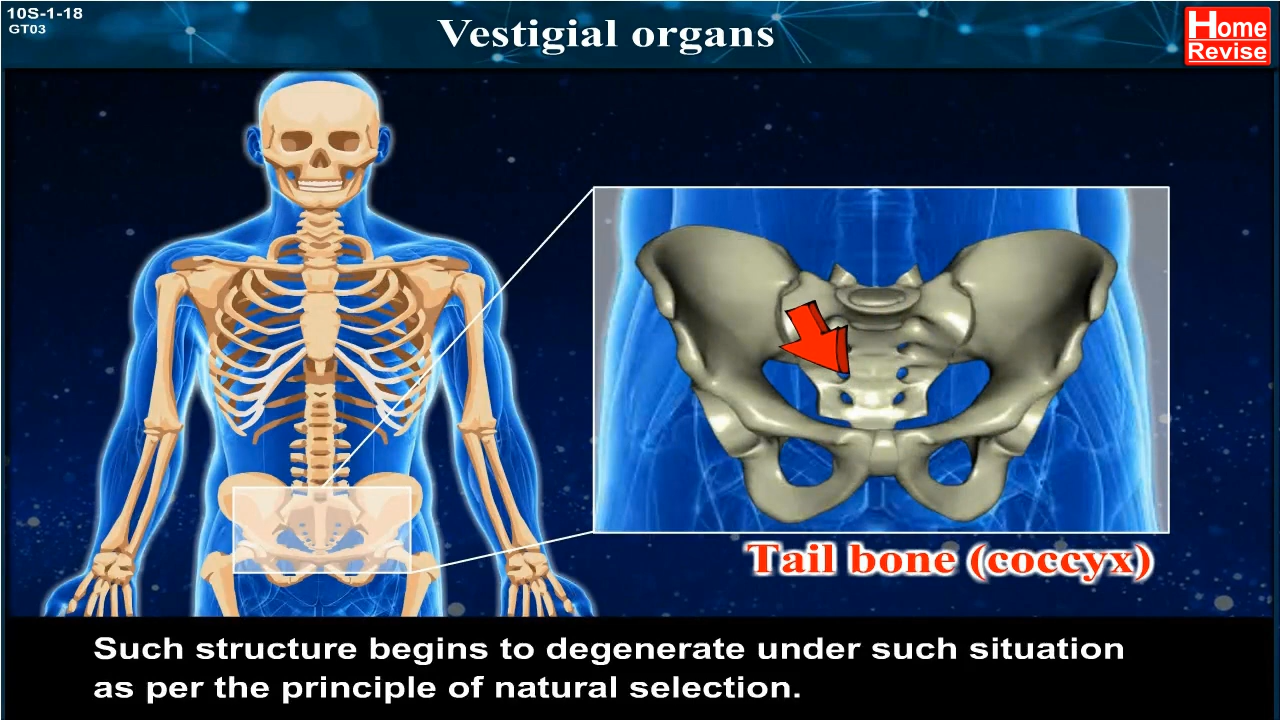 10S-1-18
GT03
Vestigial organs
Home
Revise
Tail bone (coccyx)
Such structure begins to degenerate under such situation
as per the principle of natural selection.